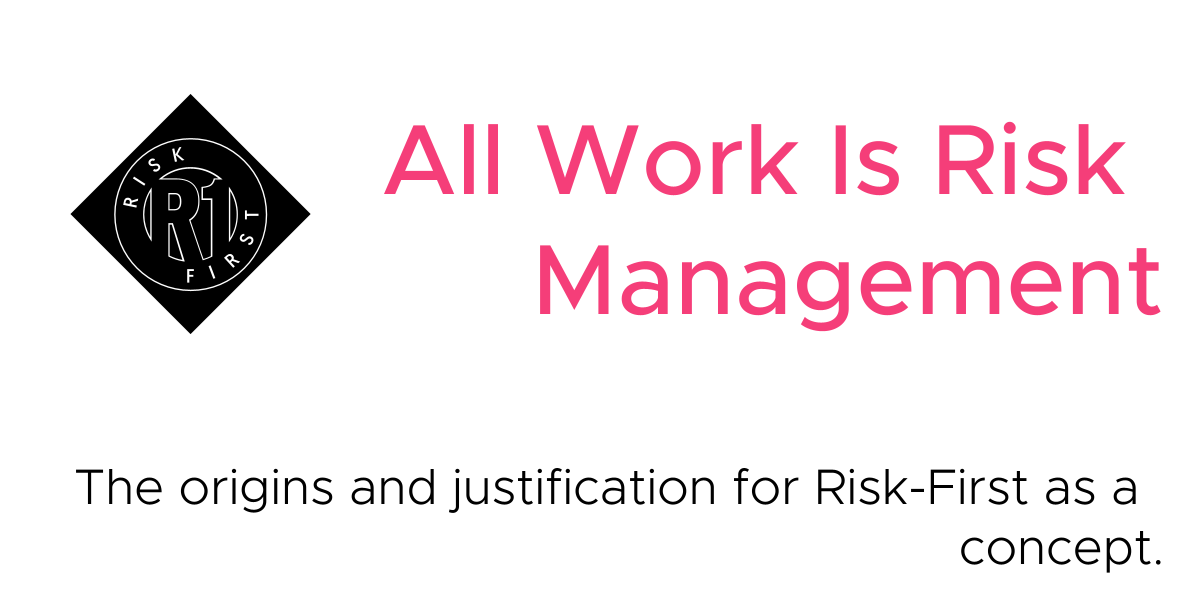 RISK
R1
FIRST
All Work Is Risk
Management
The origins and justification for Risk-First as a
concept.